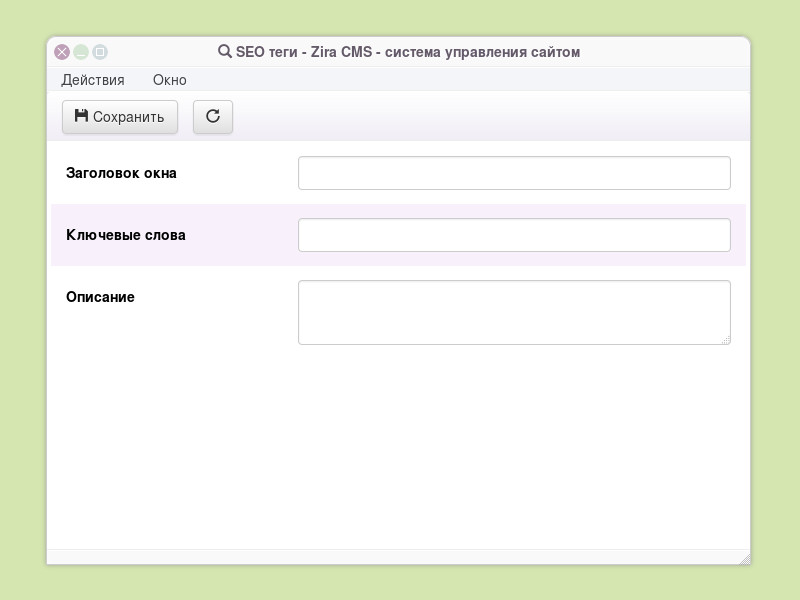 SEO теги - Zira CMS - система управления сайтом
Действия Окно
Сохранить
Заголовок окна
Ключевые слова
Описание